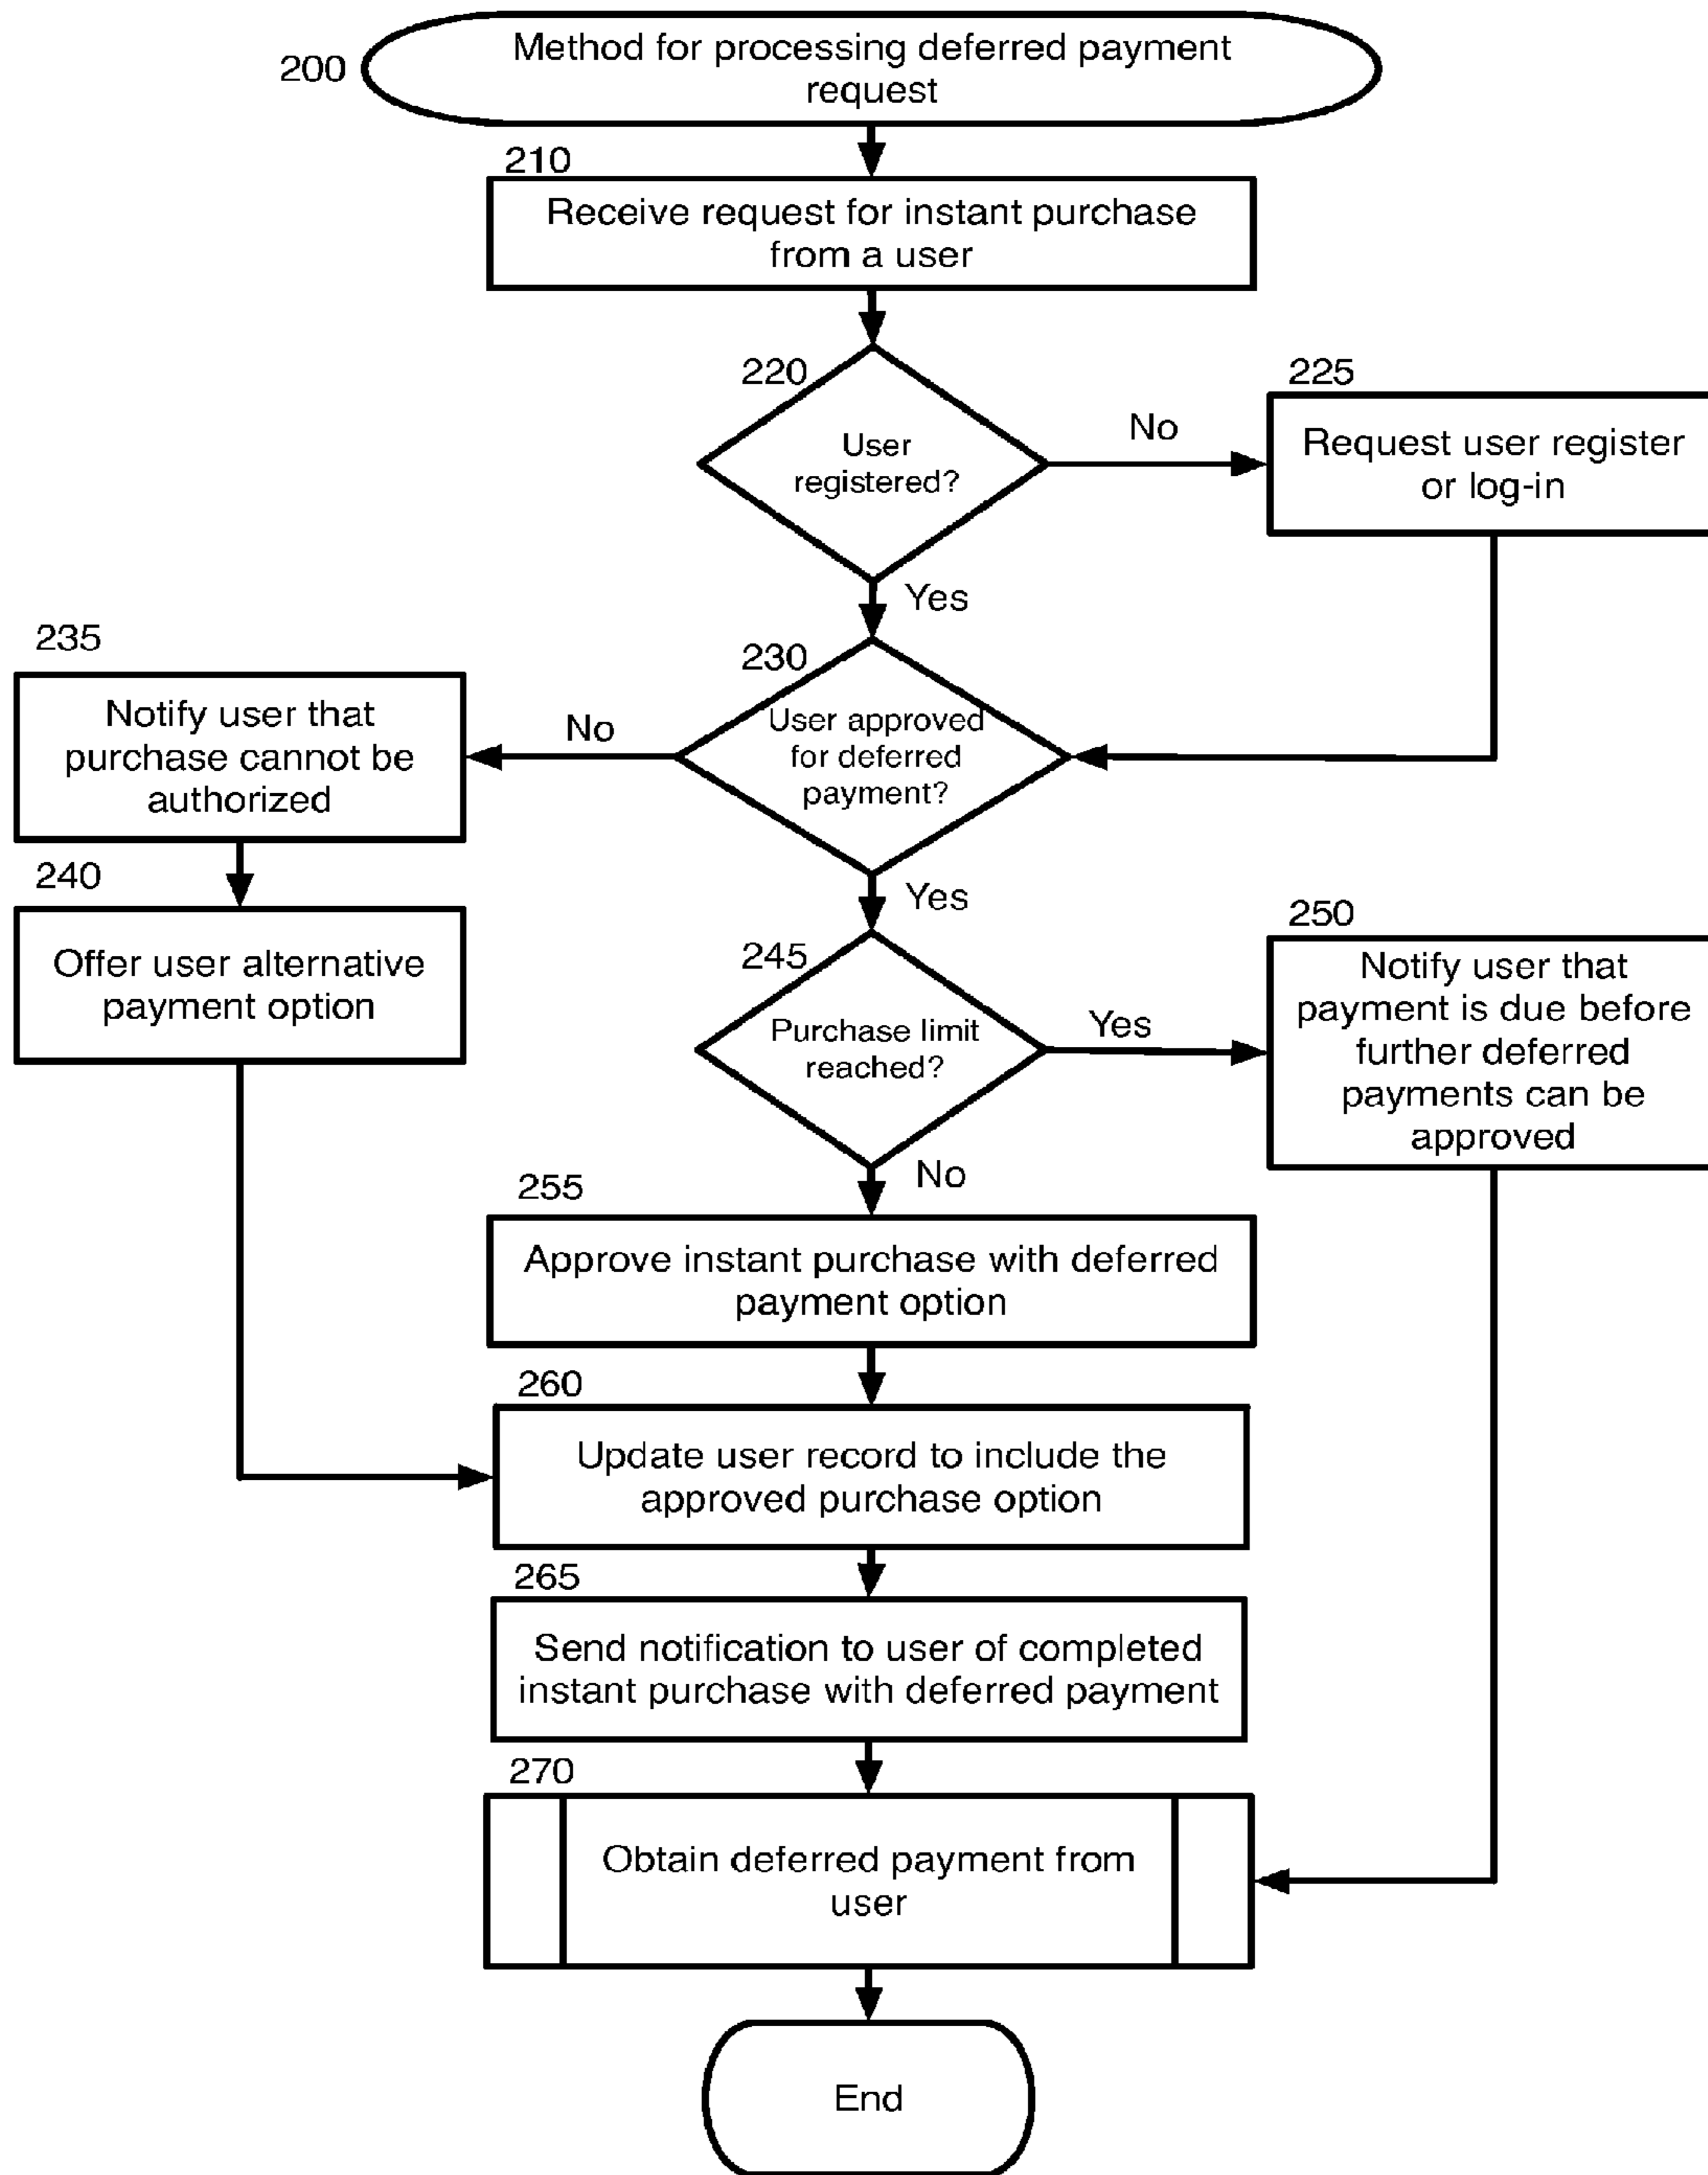 200
Method for processing deferred payment
request
210
Receive request for instant purchase
from a user
220
User
registered?
No
225
Request user register
or log-in
Yes
230
User approved
for deferred
payment?
No
235
Notify user that
purchase cannot be
authorized
240
Offer user alternative
payment option
Yes
245
Purchase limit
reached?
Yes
250
Notify user that
payment is due before
further deferred
payments can be
approved
No
255
Approve instant purchase with deferred
payment option
260
Update user record to include the
approved purchase option
265
Send notification to user of completed
instant purchase with deferred payment
270
Obtain deferred payment from
user
End